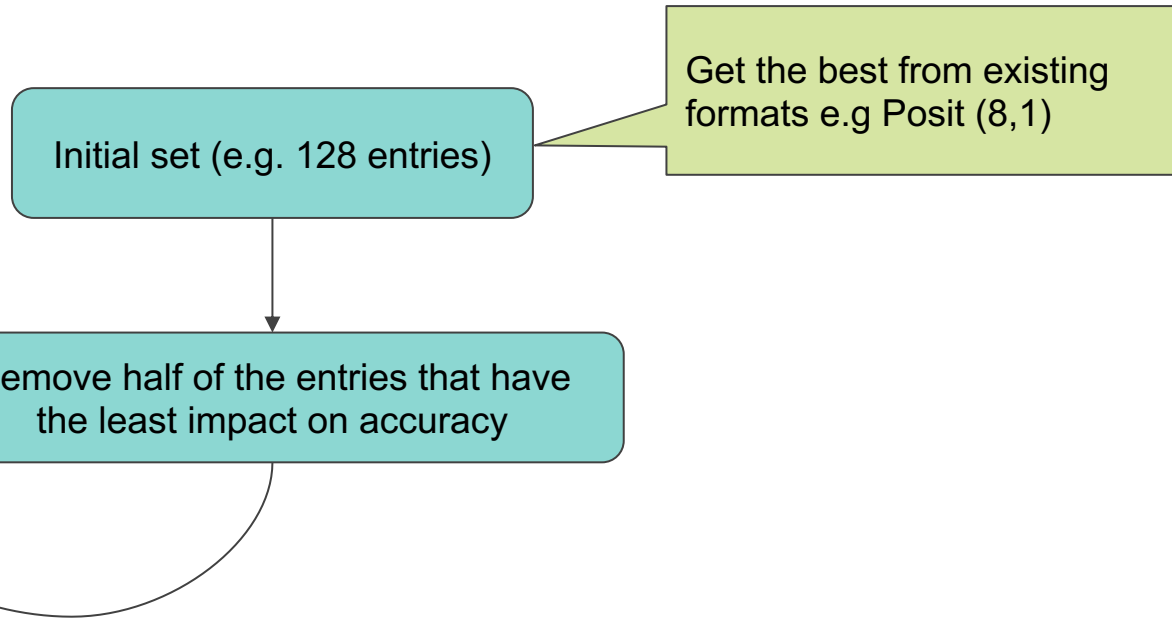 Get the best from existing
formats e.g Posit (8,1)
Initial set (e.g. 128 entries)
emove half of the entries that have
the least impact on accuracy